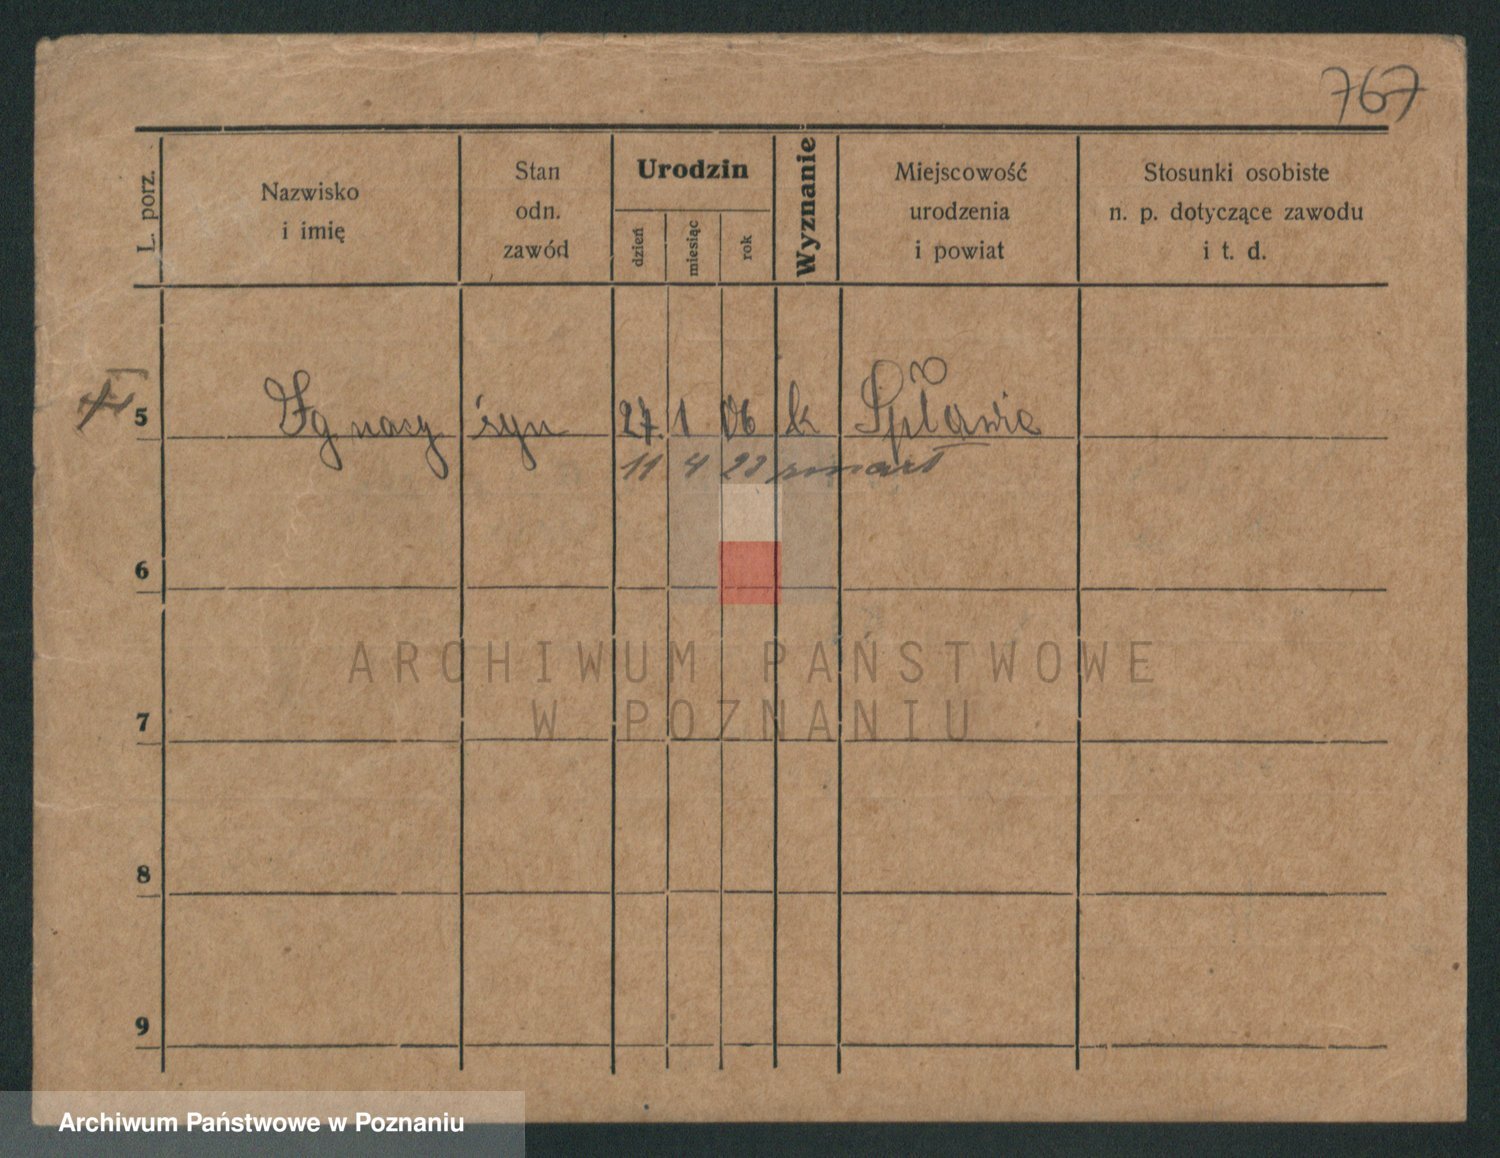 767
L. porz.
Nazwisko
i imię
Stan
odn.
zawód
Urodzin
dzień
miesiąc
rok
Wyznanie
Miejscowość
urodzenia
i powiat
Stosunki osobiste
n. p. dotyczące zawodu
i t. d.
5 Ignacy syn 27. 1 06 k Spławie
11 4 23 zmarł
6
7
8
9
ARCHIWUM PAŃSTWOWE
W POZNANIU
Archiwum Państwowe w Poznaniu